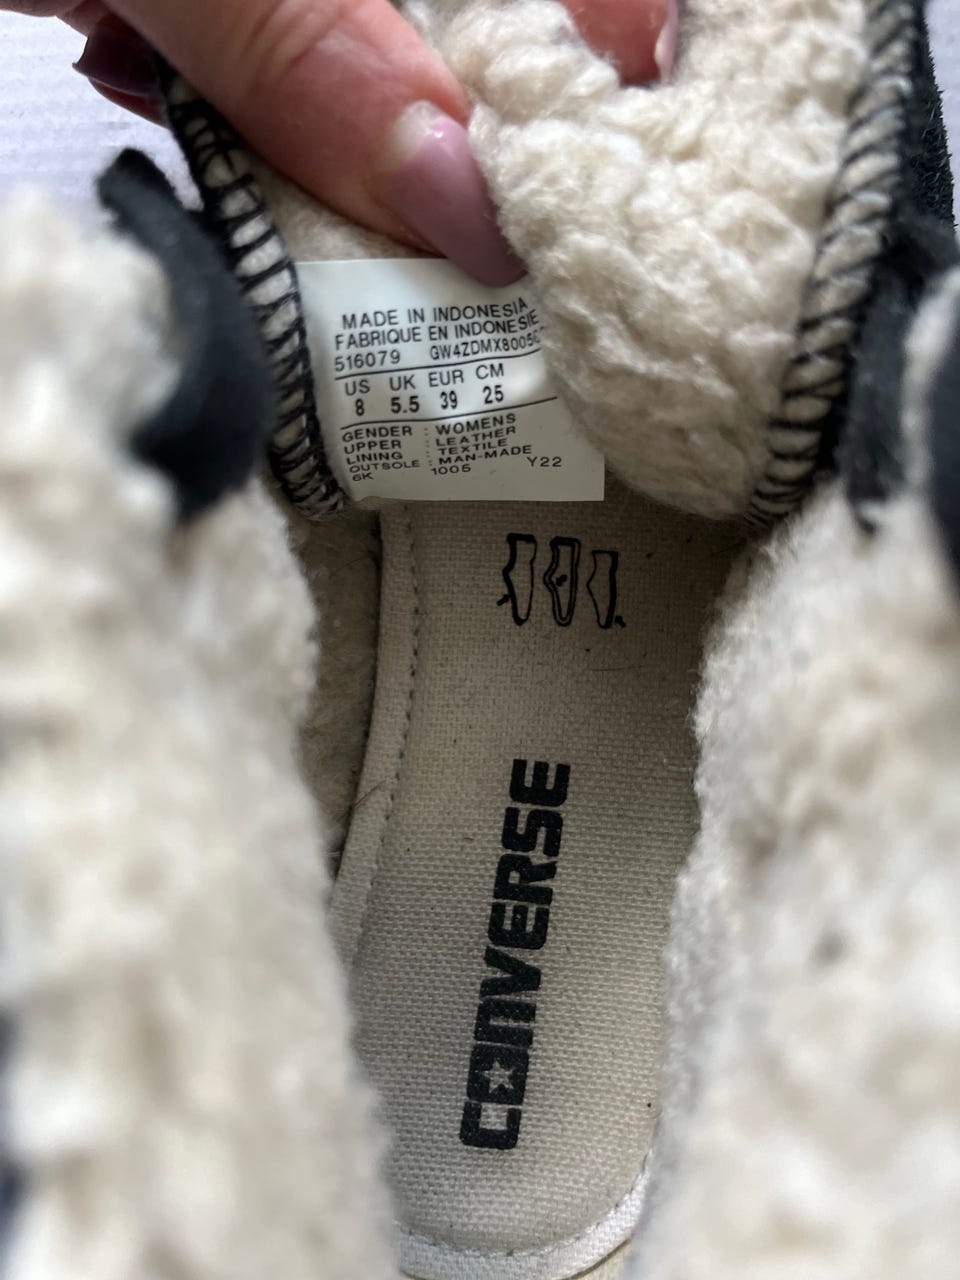 MADE IN INDONESIA
FABRIQUE EN INDONESIE
516079 GW4ZDMX8005
US UK EUR CM
8 5.5 39 25
GENDER : WOMENS
UPPER : LEATHER
LINING : TEXTILE
OUTSOLE : MAN-MADE
6K 1005 Y22
CONVERSE